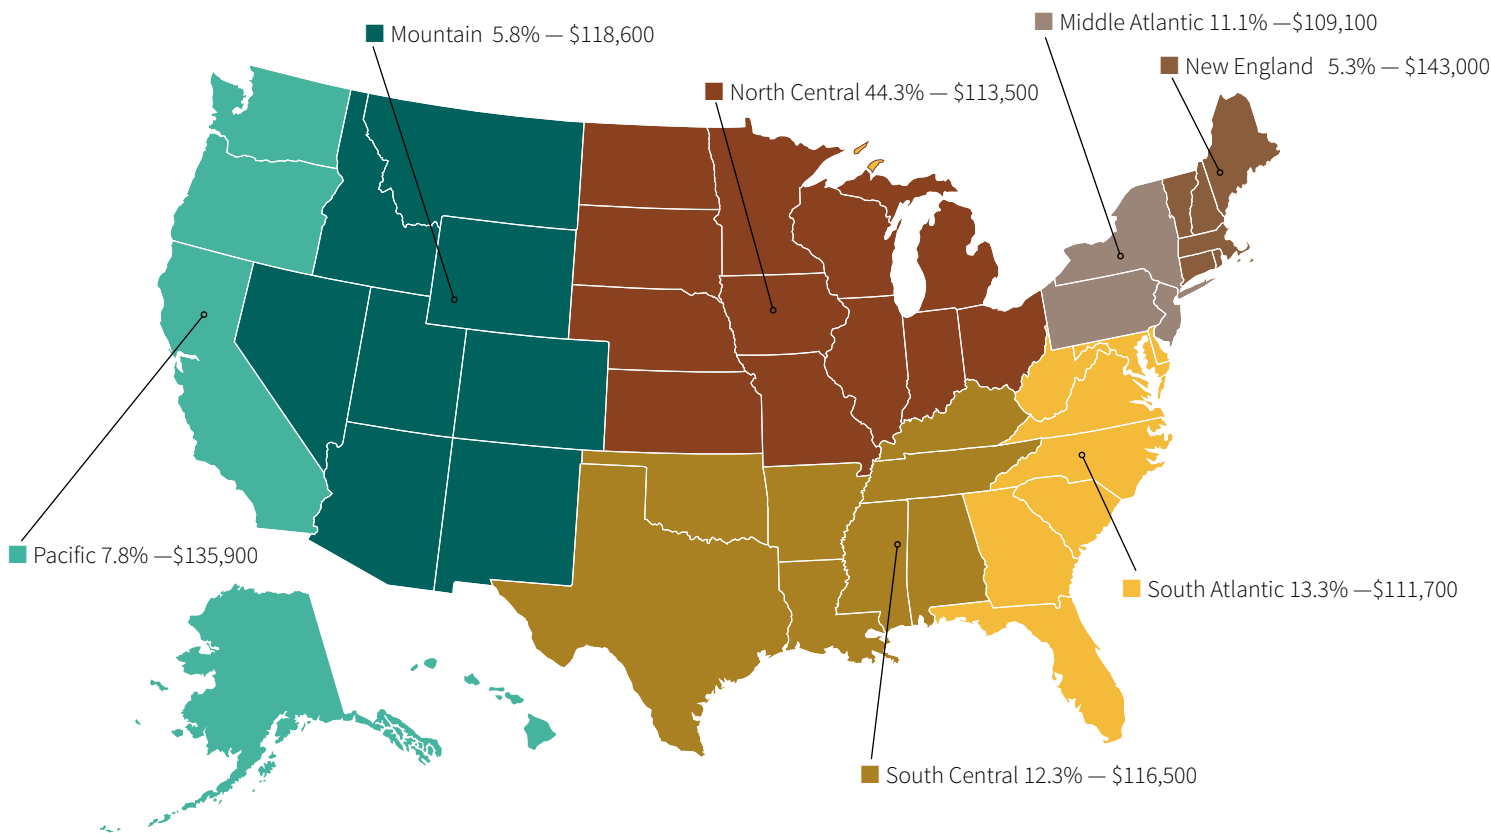 Middle Atlantic 11.1% —$109,100
Mountain 5.8% — $118,600
New England 5.3% — $143,000
North Central 44.3% — $113,500
Pacific 7.8% —$135,900
South Atlantic 13.3% —$111,700
South Central 12.3% — $116,500